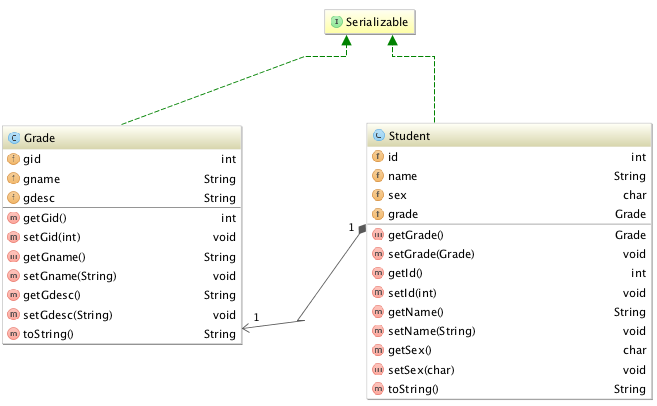 I Serializable
C Grade
f gid int
f gname String
f gdesc String
m getGid() int
m setGid(int) void
m getGname() String
m setGname(String) void
m getGdesc() String
m setGdesc(String) void
m toString() String
C Student
f id int
f name String
f sex char
f grade Grade
m getGrade() Grade
m setGrade(Grade) void
m getId() int
m setId(int) void
m getName() String
m setName(String) void
m getSex() char
m setSex(char) void
m toString() String
1
1